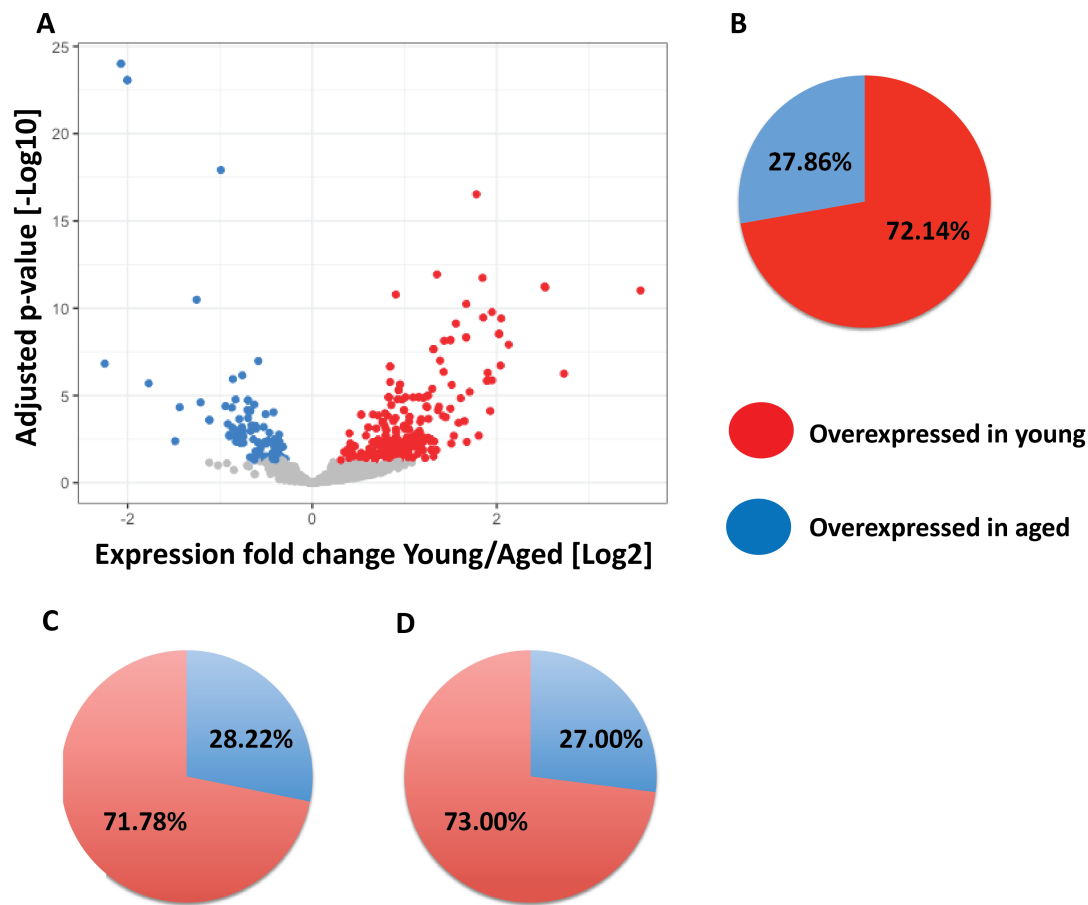 A
B
25
20
15
10
5
0
-2
0
2
Adjusted p-value [-Log10]
Expression fold change Young/Aged [Log2]
27.86%
72.14%
Overexpressed in young
Overexpressed in aged
C
D
28.22%
71.78%
27.00%
73.00%